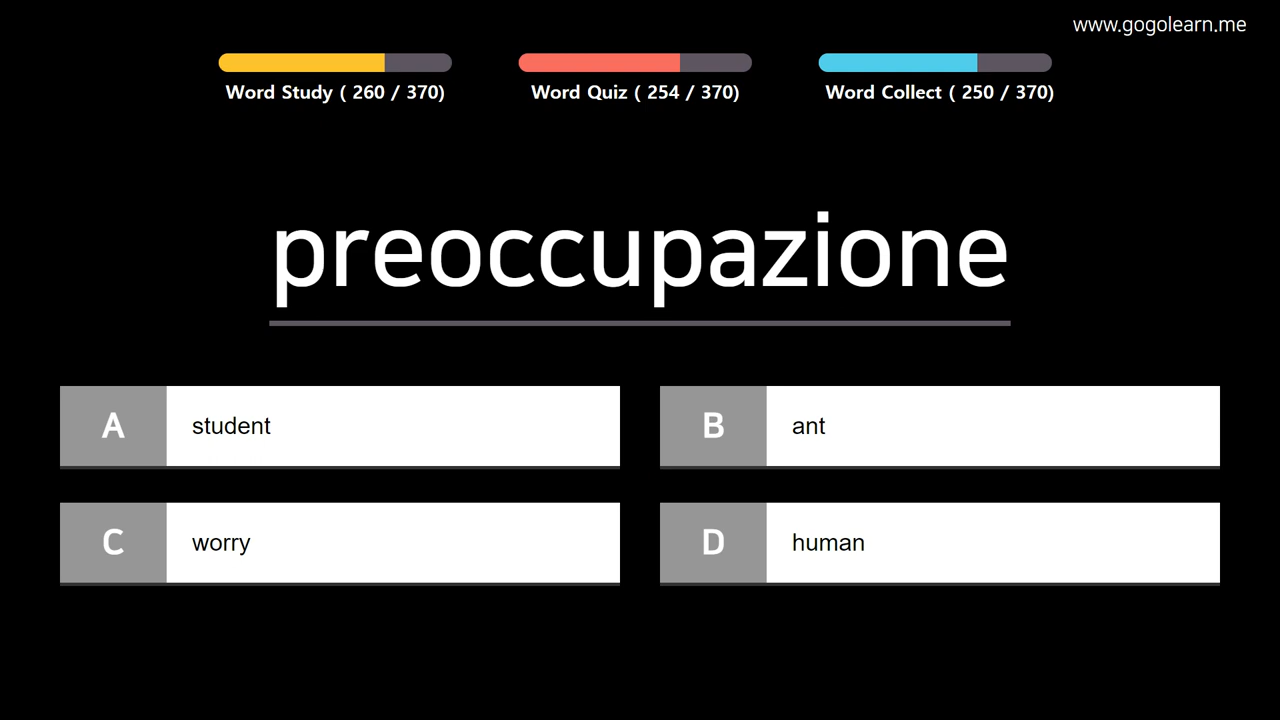 www.gogolearn.me
Word Study ( 260 / 370)
Word Quiz ( 254 / 370)
Word Collect ( 250 / 370)
preoccupazione
A student
B ant
C worry
D human